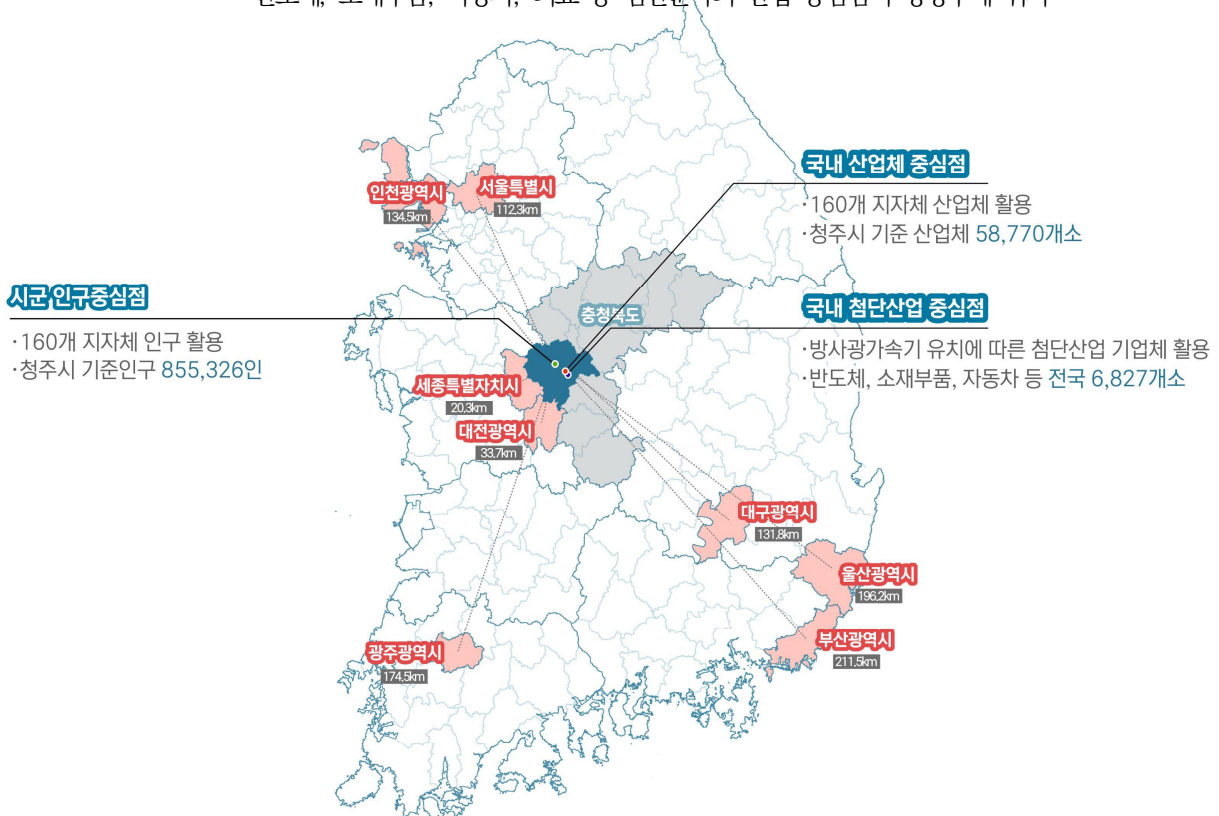 인천광역시
134.5km
서울특별시
112.3km
국내 산업체 중심점
·160개 지자체 산업체 활용
·청주시 기준 산업체 58,770개소
시군 인구중심점
·160개 지자체 인구 활용
·청주시 기준인구 855,326인
충청북도
국내 첨단산업 중심점
·방사광가속기 유치에 따른 첨단산업 기업체 활용
·반도체, 소재부품, 자동차 등 전국 6,827개소
세종특별자치시
20.3km
대전광역시
33.7km
대구광역시
131.8km
울산광역시
196.2km
부산광역시
211.5km
광주광역시
174.5km